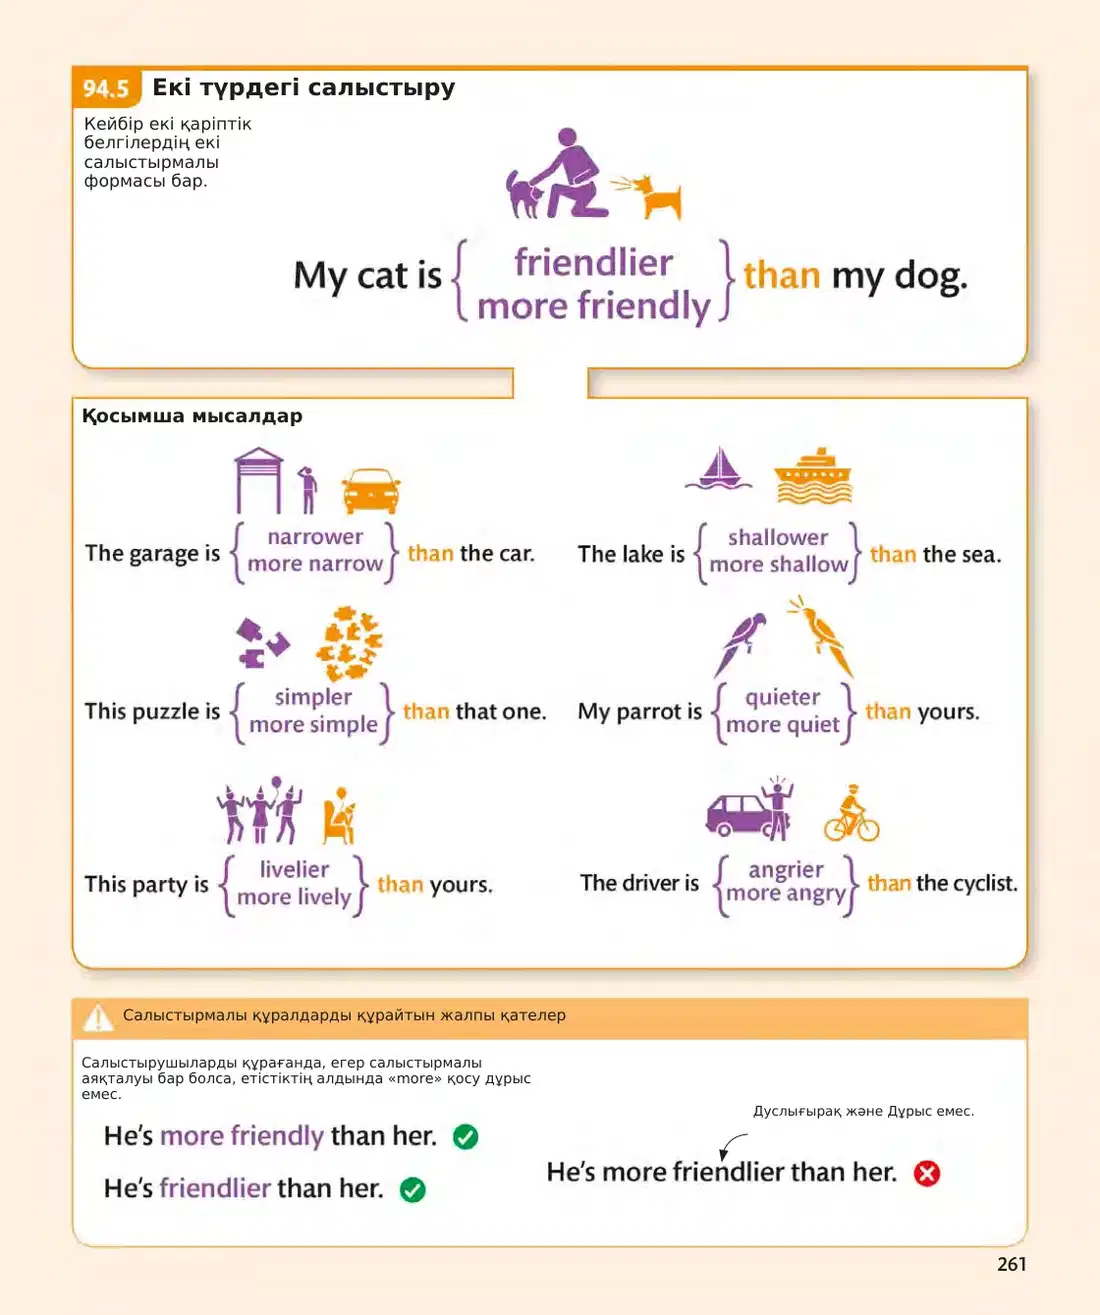 94.5 Екі түрдегі салыстыру
Кейбір екі қаріптік
белгілердің екі
салыстырмалы
формасы бар.
friendlier
My cat is { } than my dog.
more friendly
Қосымша мысалдар
narrower
The garage is { } than the car.
more narrow
shallower
The lake is { } than the sea.
more shallow
simpler
This puzzle is { } than that one.
more simple
quieter
My parrot is { } than yours.
more quiet
livelier
This party is { } than yours.
more lively
angrier
The driver is { } than the cyclist.
more angry
Салыстырмалы құралдарды құрайтын жалпы қателер
Салыстырушыларды құрағанда, егер салыстырмалы
аяқталуы бар болса, етістіктің алдында «more» қосу дұрыс
емес.
He's more friendly than her.
He's friendlier than her.
Дуслығырақ және Дұрыс емес.
He's more friendlier than her.
261